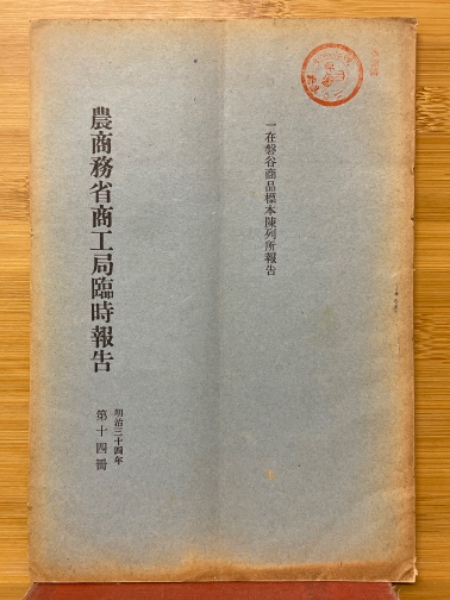 一在磐谷商品標本陳列所報告
農商務省商工局臨時報告
明治三十四年
第十四冊